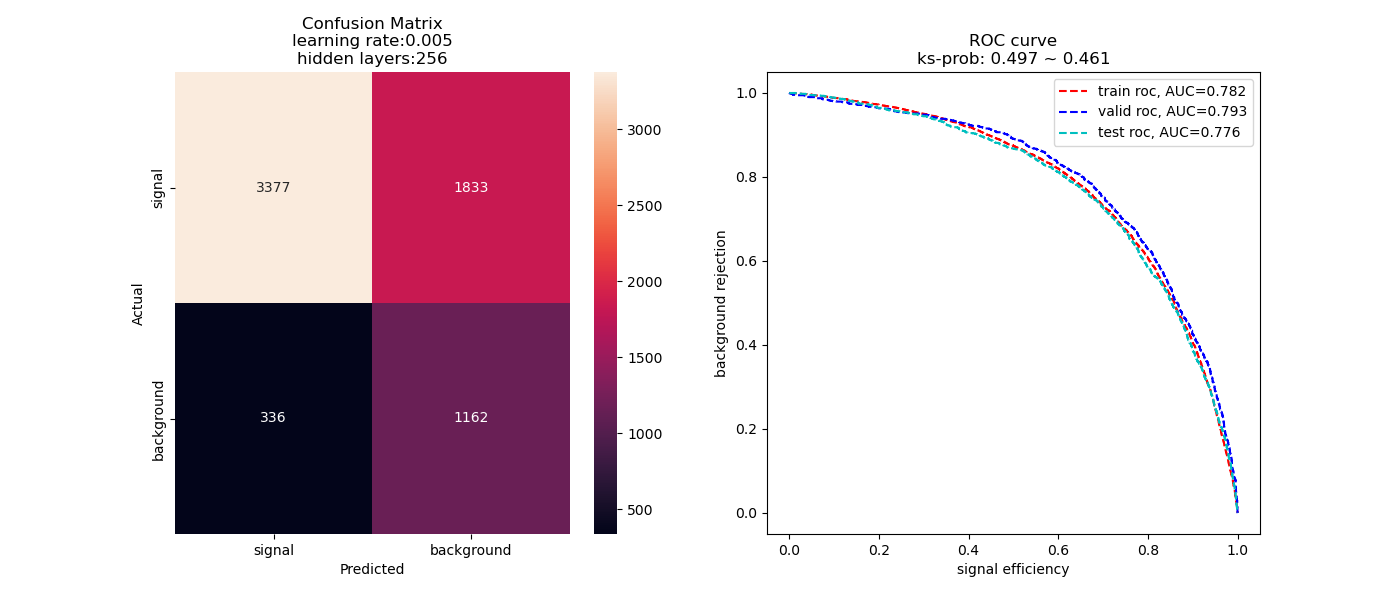 Confusion Matrix
learning rate:0.005
hidden layers:256
signal
background
Actual
3377
1833
336
1162
signal
background
Predicted
3000
2500
2000
1500
1000
500
ROC curve
ks-prob: 0.497 ~ 0.461
train roc, AUC=0.782
valid roc, AUC=0.793
test roc, AUC=0.776
background rejection
1.0
0.8
0.6
0.4
0.2
0.0
0.0
0.2
0.4
0.6
0.8
1.0
signal efficiency